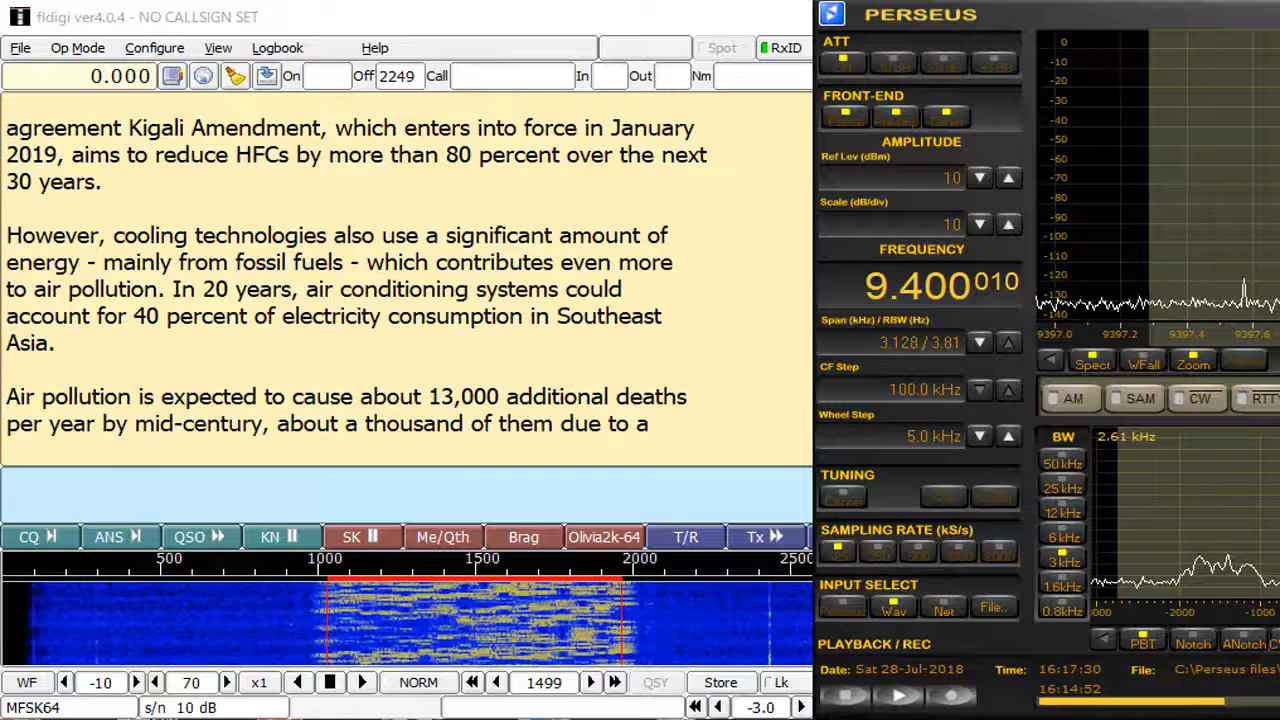 fldigi ver4.0.4 - NO CALLSIGN SET
File Op Mode Configure View Logbook Help Spot RxID
0.000 On Off 2249 Call In Out Nm
agreement Kigali Amendment, which enters into force in January
2019, aims to reduce HFCs by more than 80 percent over the next
30 years.
However, cooling technologies also use a significant amount of
energy - mainly from fossil fuels - which contributes even more
to air pollution. In 20 years, air conditioning systems could
account for 40 percent of electricity consumption in Southeast
Asia.
Air pollution is expected to cause about 13,000 additional deaths
per year by mid-century, about a thousand of them due to a
CQ ANS QSO KN SK Me/Qth Brag Olivia2k-64 T/R Tx
500 1000 1500 2000 2500
WF -10 70 x1 NORM 1499 QSY Store Lk
MFSK64 s/n 10 dB -3.0
PERSEUS
ATT
FRONT-END
AMPLITUDE
Ref Lev (dBm)
10
Scale (dB/div)
10
FREQUENCY
9.400010
Span (kHz) / RBW (Hz)
3.128 / 3.81
CF Step
100.0 kHz
Wheel Step
5.0 kHz
TUNING
Center
SAMPLING RATE (kS/s)
INPUT SELECT
Perseus Wav Net File..
PLAYBACK / REC
Date: Sat 28-Jul-2018 Time: 16:17:30 File: C:\Perseus files\
16:14:52
0
-10
-20
-30
-40
-50
-60
-70
-80
-90
-100
-110
-120
-130
-140
9397.0 9397.2 9397.4 9397.6
Spect WFall Zoom
AM SAM CW RTTY
BW 2.61 kHz
50 kHz
25 kHz
12 kHz
6 kHz
3 kHz
1.6kHz
0.8kHz
-2000 -1000
PBT Notch ANotch